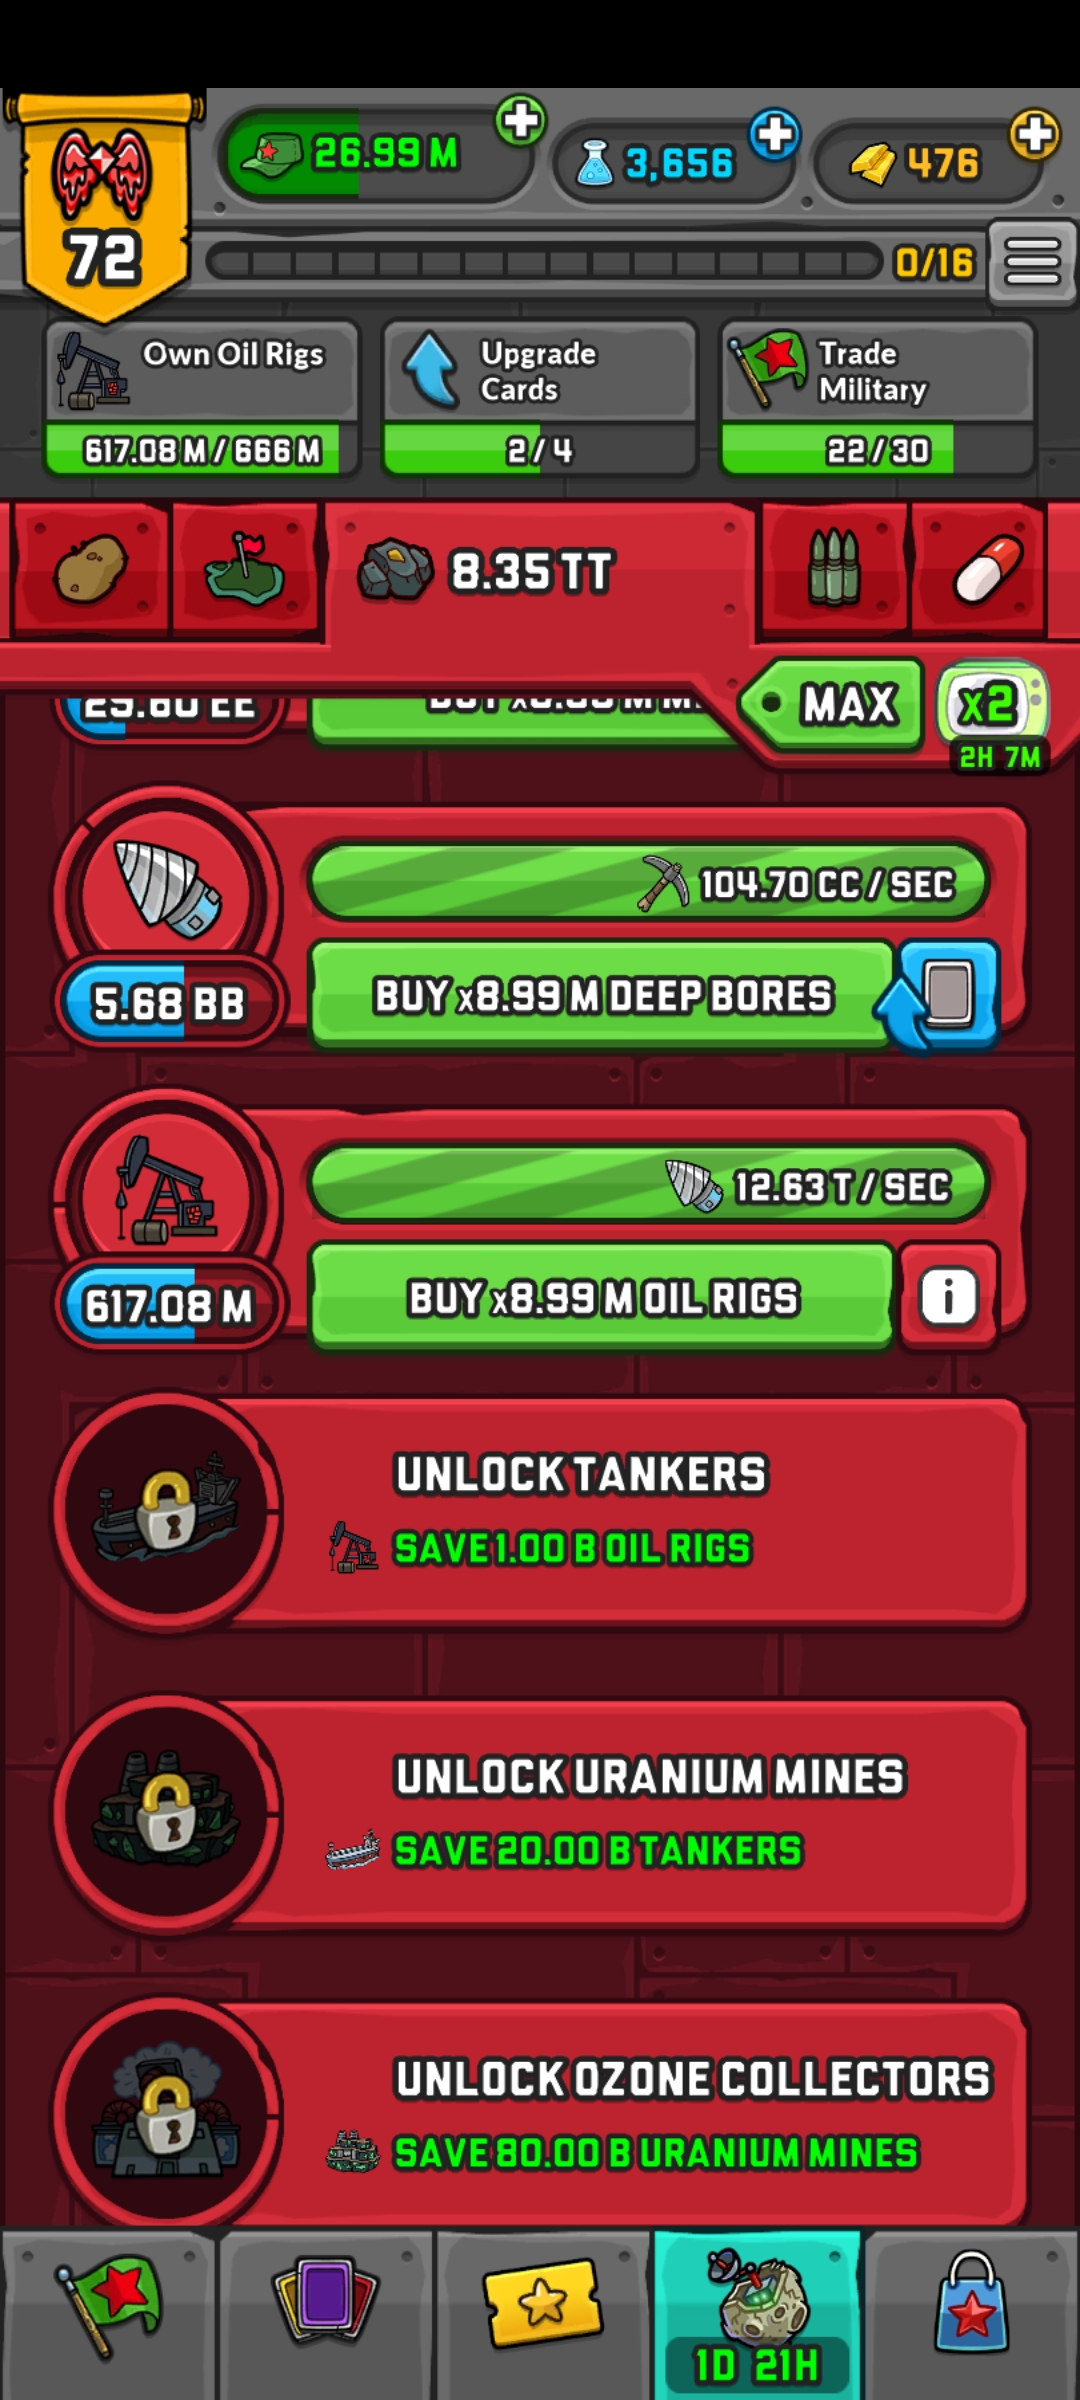 26.99 M
3,656
476
72
0/16
Own Oil Rigs
617.08 M / 666 M
Upgrade
Cards
2 / 4
Trade
Military
22 / 30
8.35 TT
MAX
x2
2H 7M
5.68 BB
104.70 CC / SEC
BUY x8.99 M DEEP BORES
617.08 M
12.63 T / SEC
BUY x8.99 M OIL RIGS
i
UNLOCK TANKERS
SAVE 1.00 B OIL RIGS
UNLOCK URANIUM MINES
SAVE 20.00 B TANKERS
UNLOCK OZONE COLLECTORS
SAVE 80.00 B URANIUM MINES
1D 21H